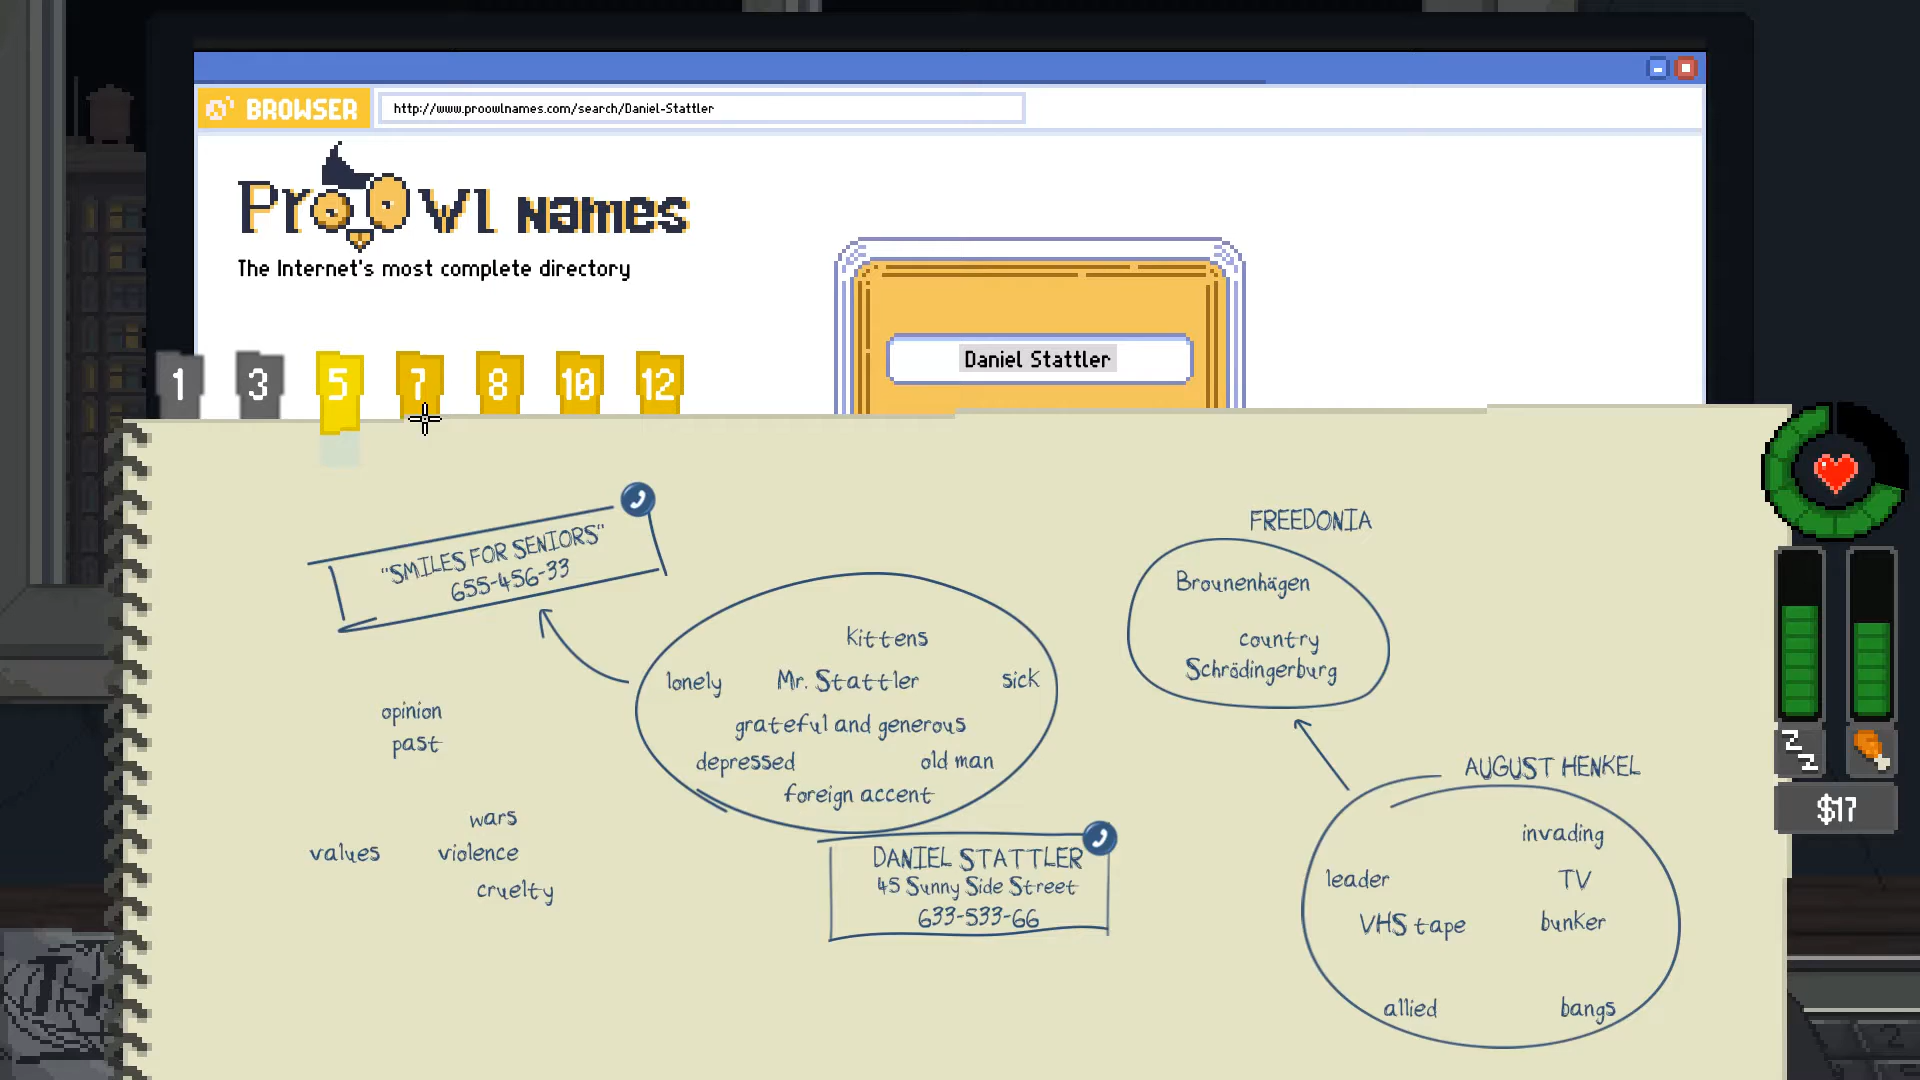 BROWSER
http://www.proowlnames.com/search/Daniel-Stattler
PrOOwl names
The Internet's most complete directory
Daniel Stattler
1 3 5 7 8 10 12
"SMILES FOR SENIORS"
655-456-33
opinion
past
wars
values violence
cruelty
kittens
lonely Mr. Stattler sick
grateful and generous
depressed old man
foreign accent
DANIEL STATTLER
45 Sunny Side Street
633-533-66
FREEDONIA
Brounenhägen
country
Schrödingerburg
AUGUST HENKEL
invading
leader TV
VHS tape bunker
allied bangs
$17